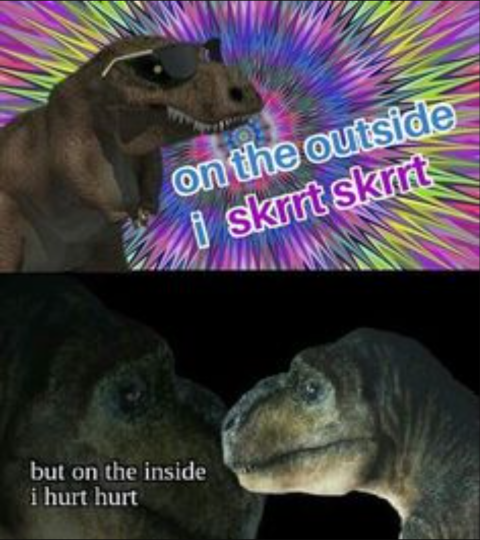 on the outside
i skrrt skrrt
but on the inside
i hurt hurt